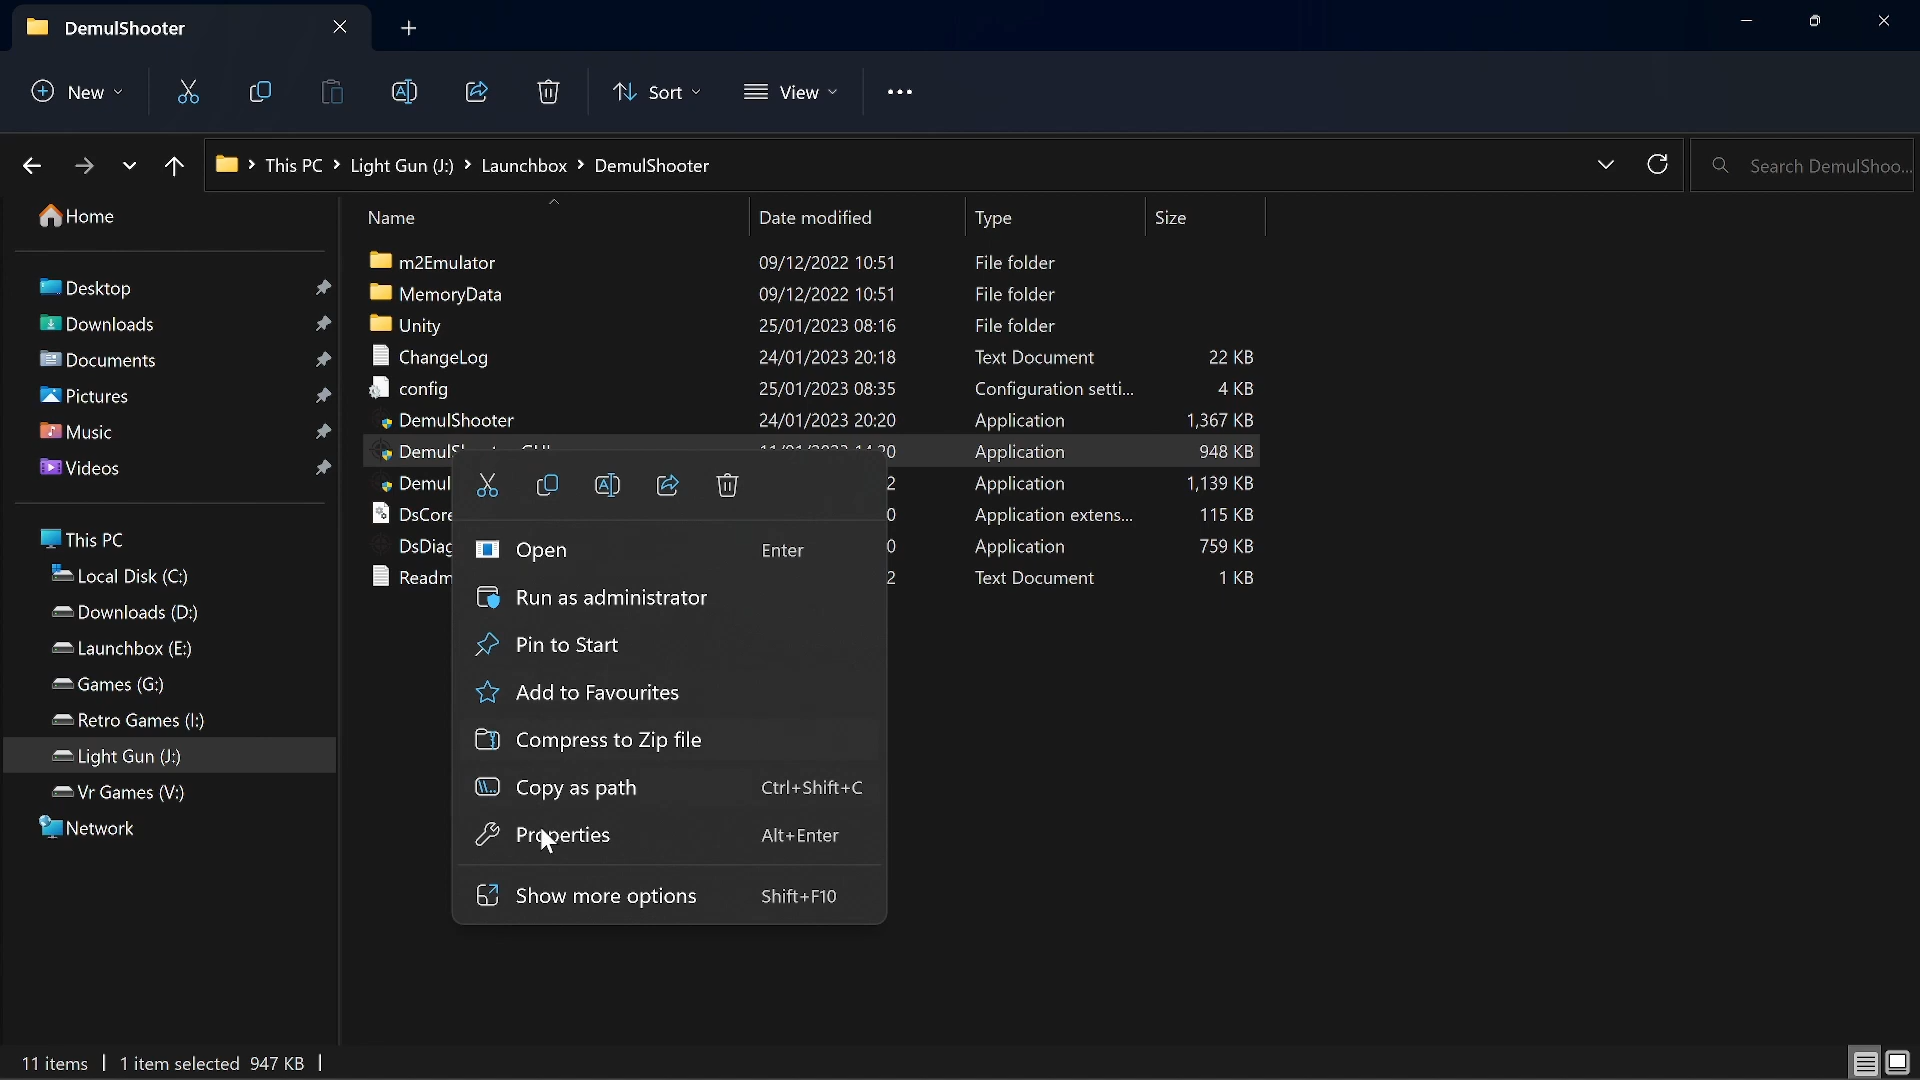 DemulShooter
New
Sort
View
This PC > Light Gun (J:) > Launchbox > DemulShooter
Search DemulShoo...
Home
Desktop
Downloads
Documents
Pictures
Music
Videos
This PC
Local Disk (C:)
Downloads (D:)
Launchbox (E:)
Games (G:)
Retro Games (I:)
Light Gun (J:)
Vr Games (V:)
Network
Name Date modified Type Size
m2Emulator 09/12/2022 10:51 File folder
MemoryData 09/12/2022 10:51 File folder
Unity 25/01/2023 08:16 File folder
ChangeLog 24/01/2023 20:18 Text Document 22 KB
config 25/01/2023 08:35 Configuration setti... 4 KB
DemulShooter 24/01/2023 20:20 Application 1,367 KB
Application 948 KB
Demul 2 Application 1,139 KB
DsCore 0 Application extens... 115 KB
DsDiag 0 Application 759 KB
Readm 2 Text Document 1 KB
Open Enter
Run as administrator
Pin to Start
Add to Favourites
Compress to Zip file
Copy as path Ctrl+Shift+C
Properties Alt+Enter
Show more options Shift+F10
11 items | 1 item selected 947 KB |